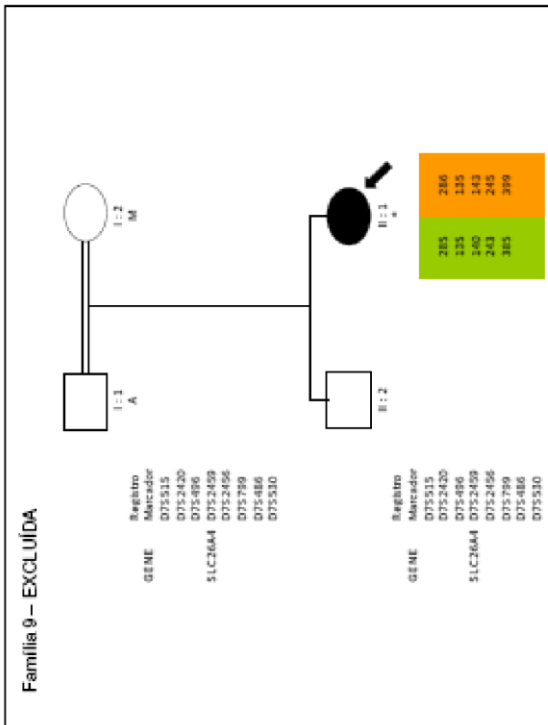 Família 9 – EXCLUÍDA
I : 1 I : 2
A M
Registro
GENE Marcador
D7S515
D7S2420
D7S496
SLC26A4 D7S2459
D7S2456
D7S799
D7S486
D7S530
II : 2 II : 1
*
Registro
GENE Marcador
D7S515
D7S2420 285 286
D7S496 135 135
SLC26A4 D7S2459 140 143
D7S2456 243 245
D7S799 385 399
D7S486
D7S530